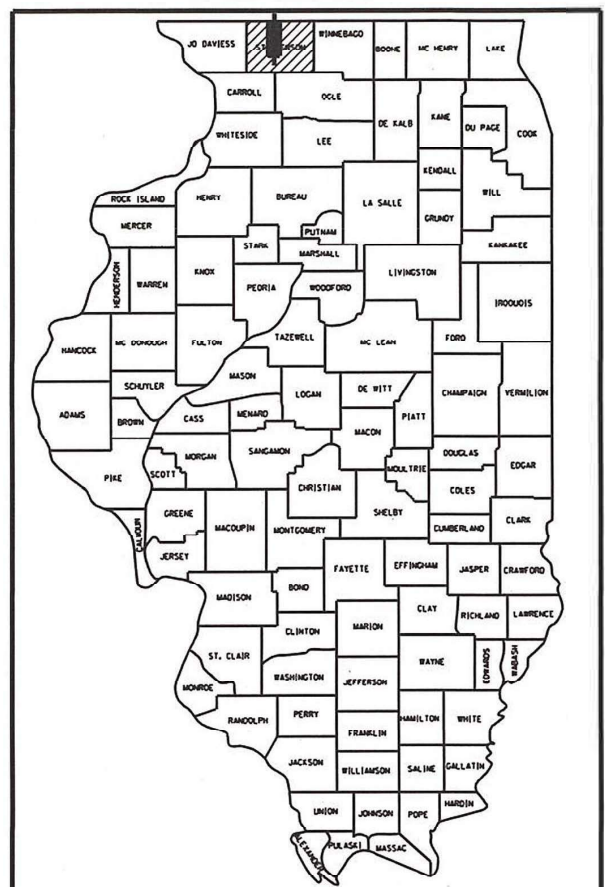 JO DAVIESS
WINNEBAGO
BOONE
MC HENRY
LAKE
CARROLL
OGLE
DE KALB
KANE
DU PAGE
COOK
WHITESIDE
LEE
KENDALL
WILL
ROCK ISLAND
HENRY
BUREAU
LA SALLE
GRUNDY
MERCER
PUTNAM
STARK
MARSHALL
KANKAKEE
HENDERSON
WARREN
KNOX
PEORIA
WOODFORD
LIVINGSTON
IROQUOIS
HANCOCK
MC DONOUGH
FULTON
TAZEWELL
MC LEAN
FORD
SCHUYLER
MASON
LOGAN
DE WITT
CHAMPAIGN
VERMILION
ADAMS
BROWN
CASS
MENARD
MACON
PIATT
PIKE
SCOTT
MORGAN
SANGAMON
CHRISTIAN
MOULTRIE
DOUGLAS
EDGAR
COLES
CALHOUN
GREENE
MACOUPIN
MONTGOMERY
SHELBY
CUMBERLAND
CLARK
JERSEY
FAYETTE
EFFINGHAM
JASPER
CRAWFORD
MADISON
BOND
CLAY
RICHLAND
LAWRENCE
CLINTON
MARION
ST. CLAIR
WAYNE
EDWARDS
WABASH
MONROE
WASHINGTON
JEFFERSON
RANDOLPH
PERRY
FRANKLIN
HAMILTON
WHITE
JACKSON
WILLIAMSON
SALINE
GALLATIN
UNION
JOHNSON
POPE
HARDIN
ALEXANDER
PULASKI
MASSAC